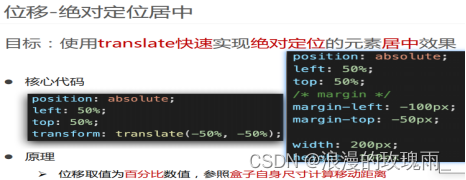 位移-绝对定位居中
目标：使用translate快速实现绝对定位的元素居中效果
● 核心代码
position: absolute;
left: 50%;
top: 50%;
transform: translate(-50%, -50%);
position: absolute;
left: 50%;
top: 50%;
/* margin */
margin-left: -100px;
margin-top: -50px;
width: 200px;
● 原理
➢ 位移取值为百分比数值，参照盒子自身尺寸计算移动距离
CSDN @浪漫的玫瑰雨_